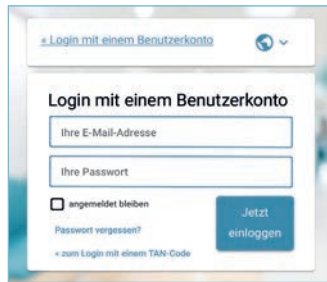 « Login mit einem Benutzerkonto
Login mit einem Benutzerkonto
Ihre E-Mail-Adresse
Ihre Passwort
angemeldet bleiben
Jetzt
einloggen
Passwort vergessen?
« zum Login mit einem TAN-Code